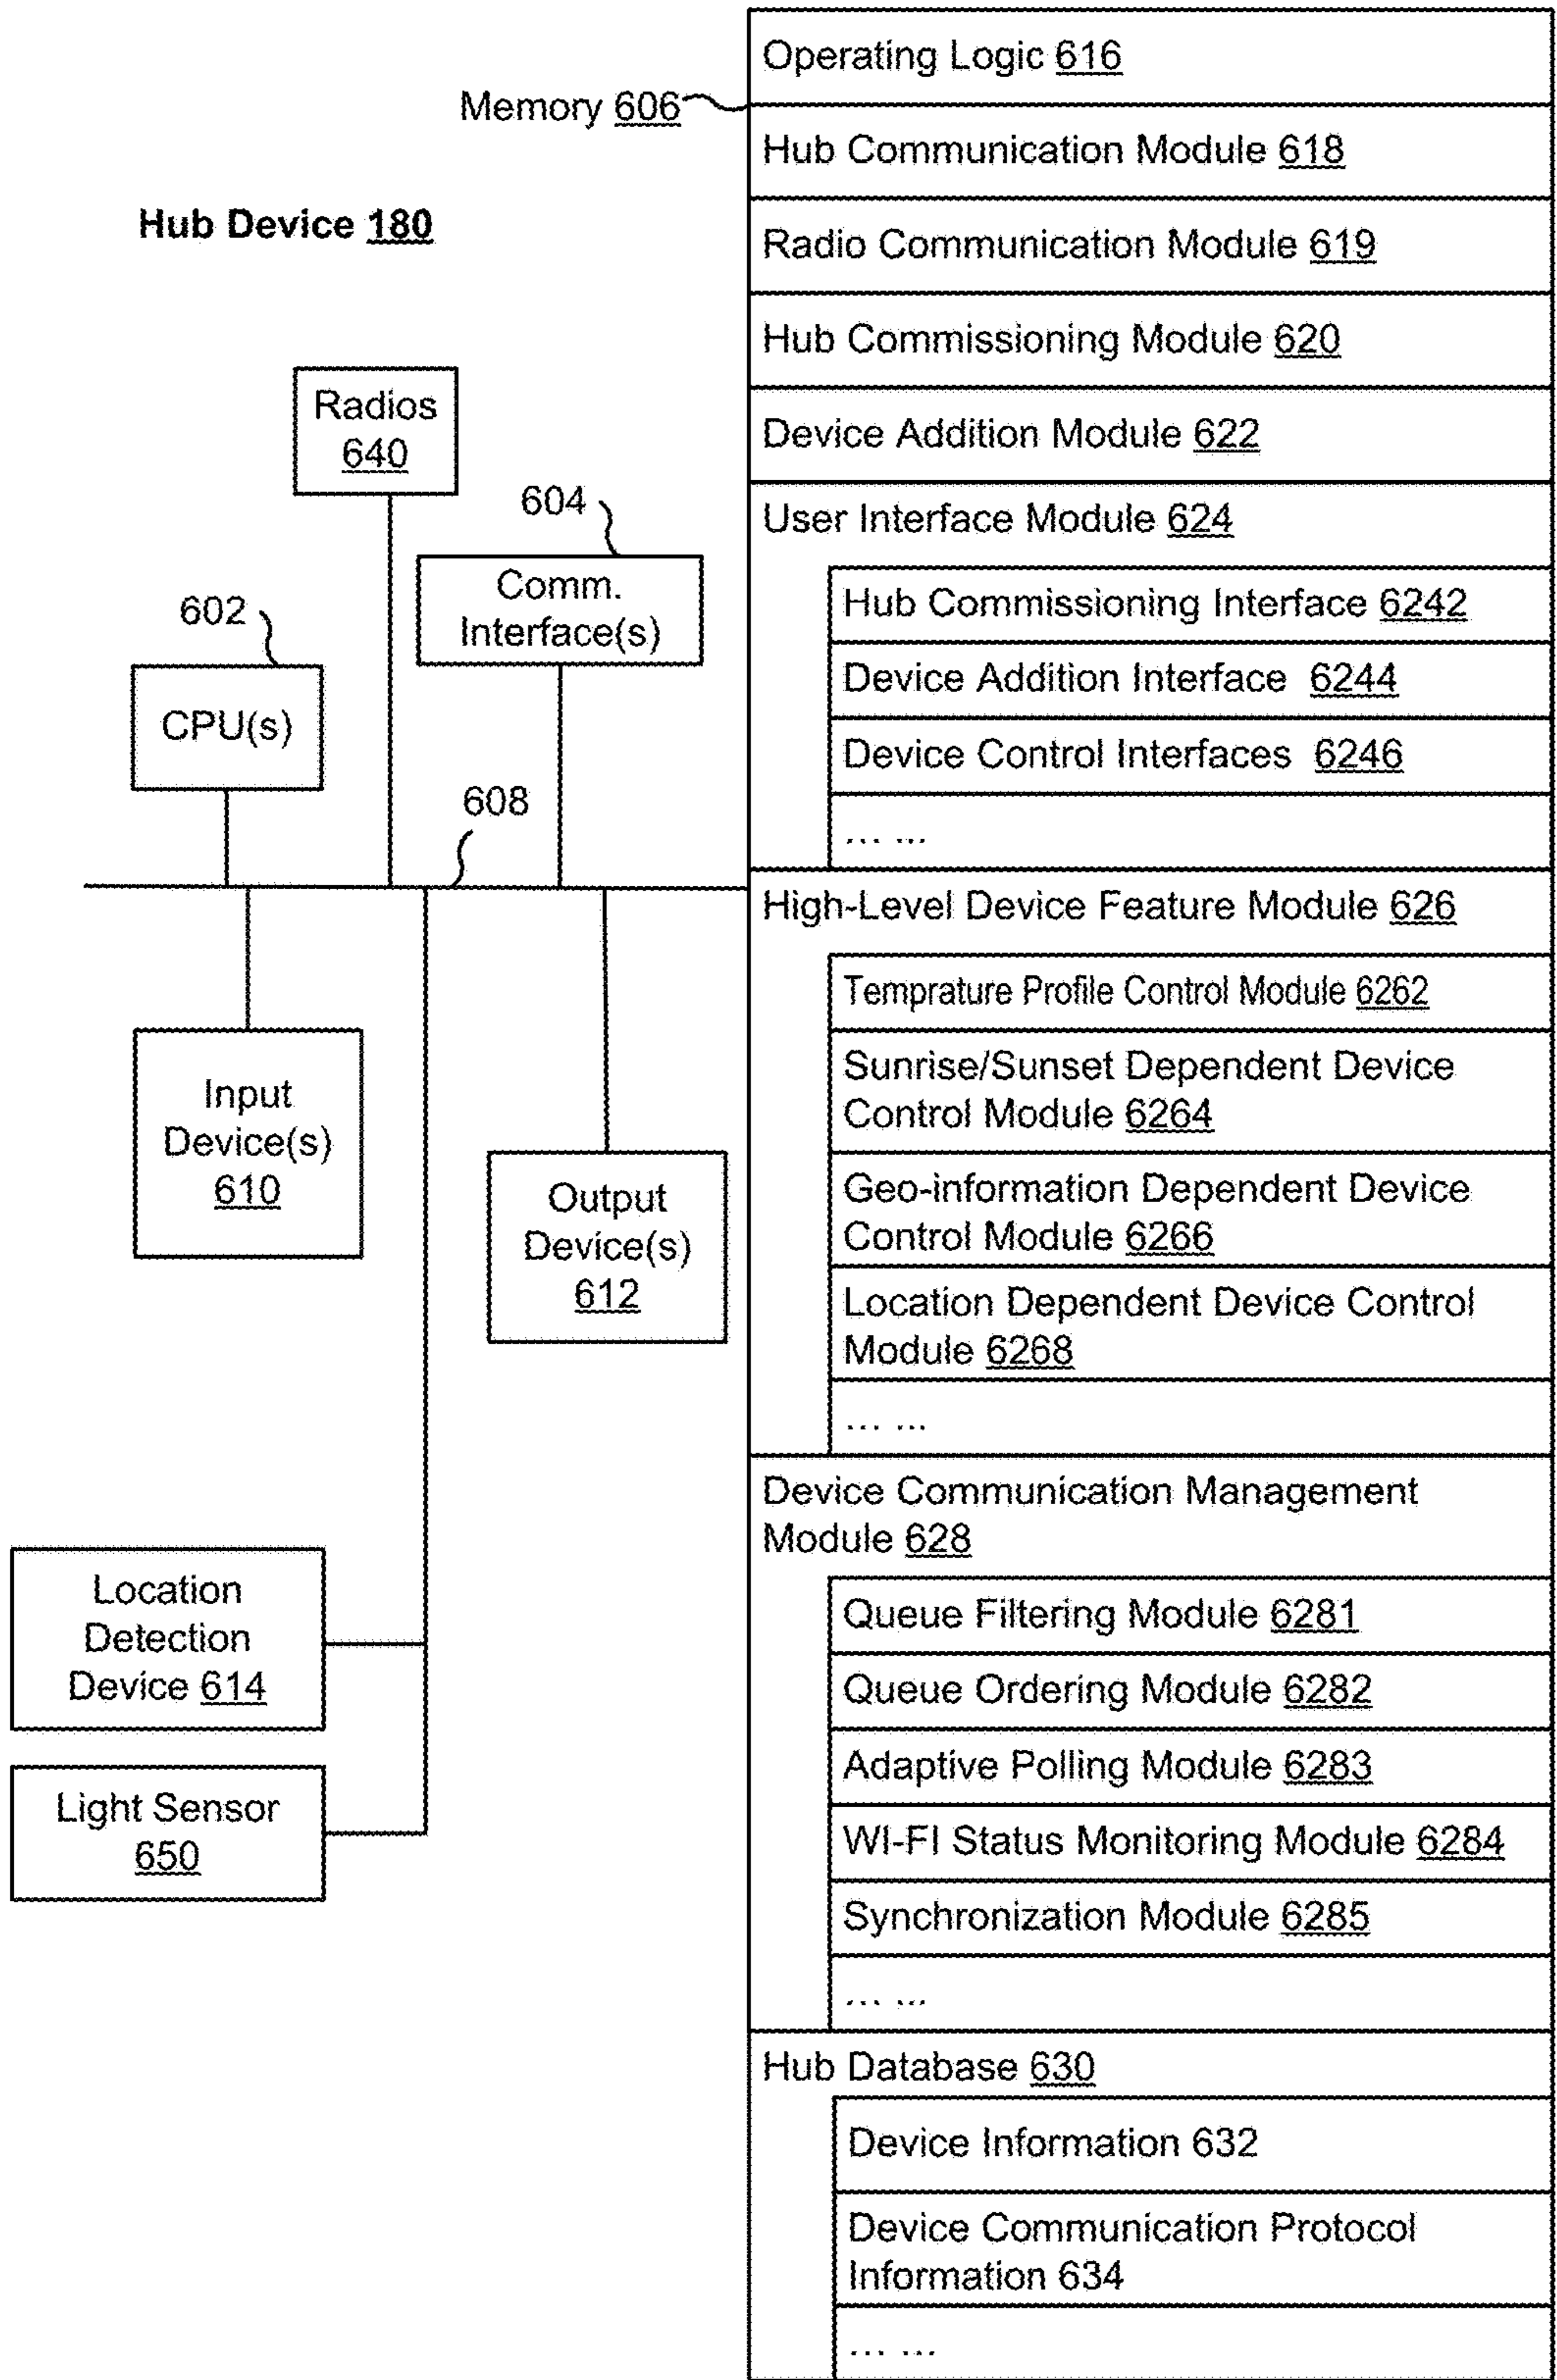 Hub Device 180
Memory 606
Radios
640
604
Comm.
Interface(s)
602
CPU(s)
608
Input
Device(s)
610
Output
Device(s)
612
Location
Detection
Device 614
Light Sensor
650
Operating Logic 616
Hub Communication Module 618
Radio Communication Module 619
Hub Commissioning Module 620
Device Addition Module 622
User Interface Module 624
Hub Commissioning Interface 6242
Device Addition Interface 6244
Device Control Interfaces 6246
... ...
High-Level Device Feature Module 626
Temprature Profile Control Module 6262
Sunrise/Sunset Dependent Device
Control Module 6264
Geo-information Dependent Device
Control Module 6266
Location Dependent Device Control
Module 6268
... ...
Device Communication Management
Module 628
Queue Filtering Module 6281
Queue Ordering Module 6282
Adaptive Polling Module 6283
WI-FI Status Monitoring Module 6284
Synchronization Module 6285
... ...
Hub Database 630
Device Information 632
Device Communication Protocol
Information 634
... ...